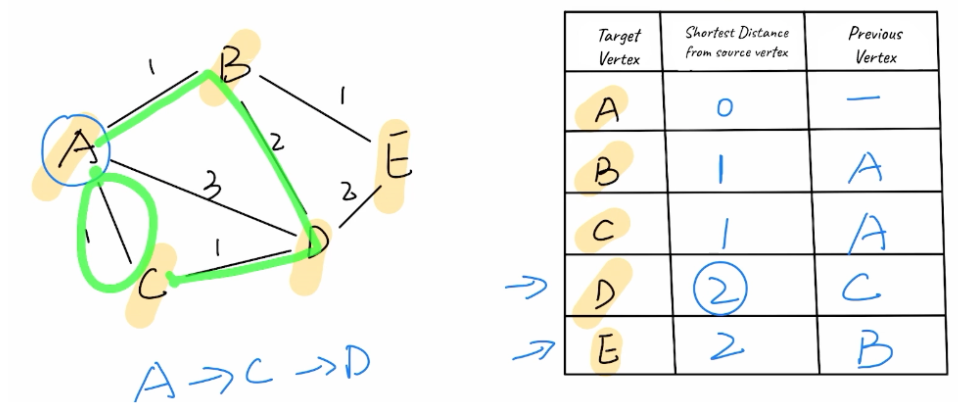 1
B
1
A
2
E
3
2
1
1
D
C
A → C → D
Target Vertex
Shortest Distance from source vertex
Previous Vertex
A 0 —
B 1 A
C 1 A
→ D 2 C
→ E 2 B